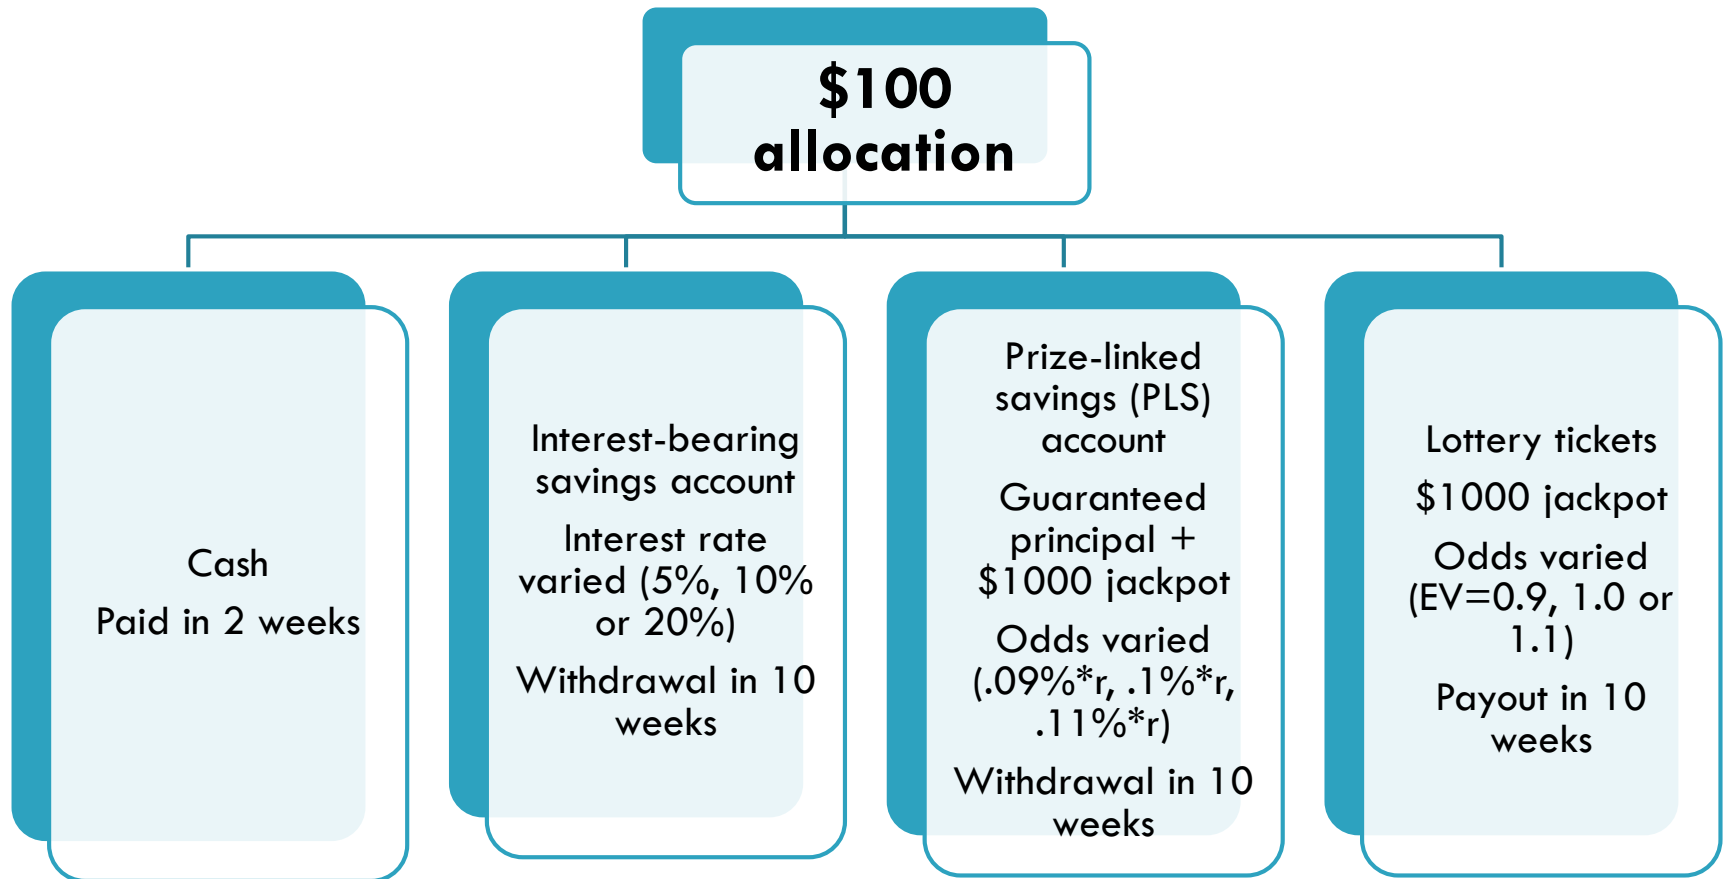 $100
allocation
Cash
Paid in 2 weeks
Interest-bearing
savings account
Interest rate
varied (5%, 10%
or 20%)
Withdrawal in 10
weeks
Prize-linked
savings (PLS)
account
Guaranteed
principal +
$1000 jackpot
Odds varied
(.09%*r, .1%*r,
.11%*r)
Withdrawal in 10
weeks
Lottery tickets
$1000 jackpot
Odds varied
(EV=0.9, 1.0 or
1.1)
Payout in 10
weeks